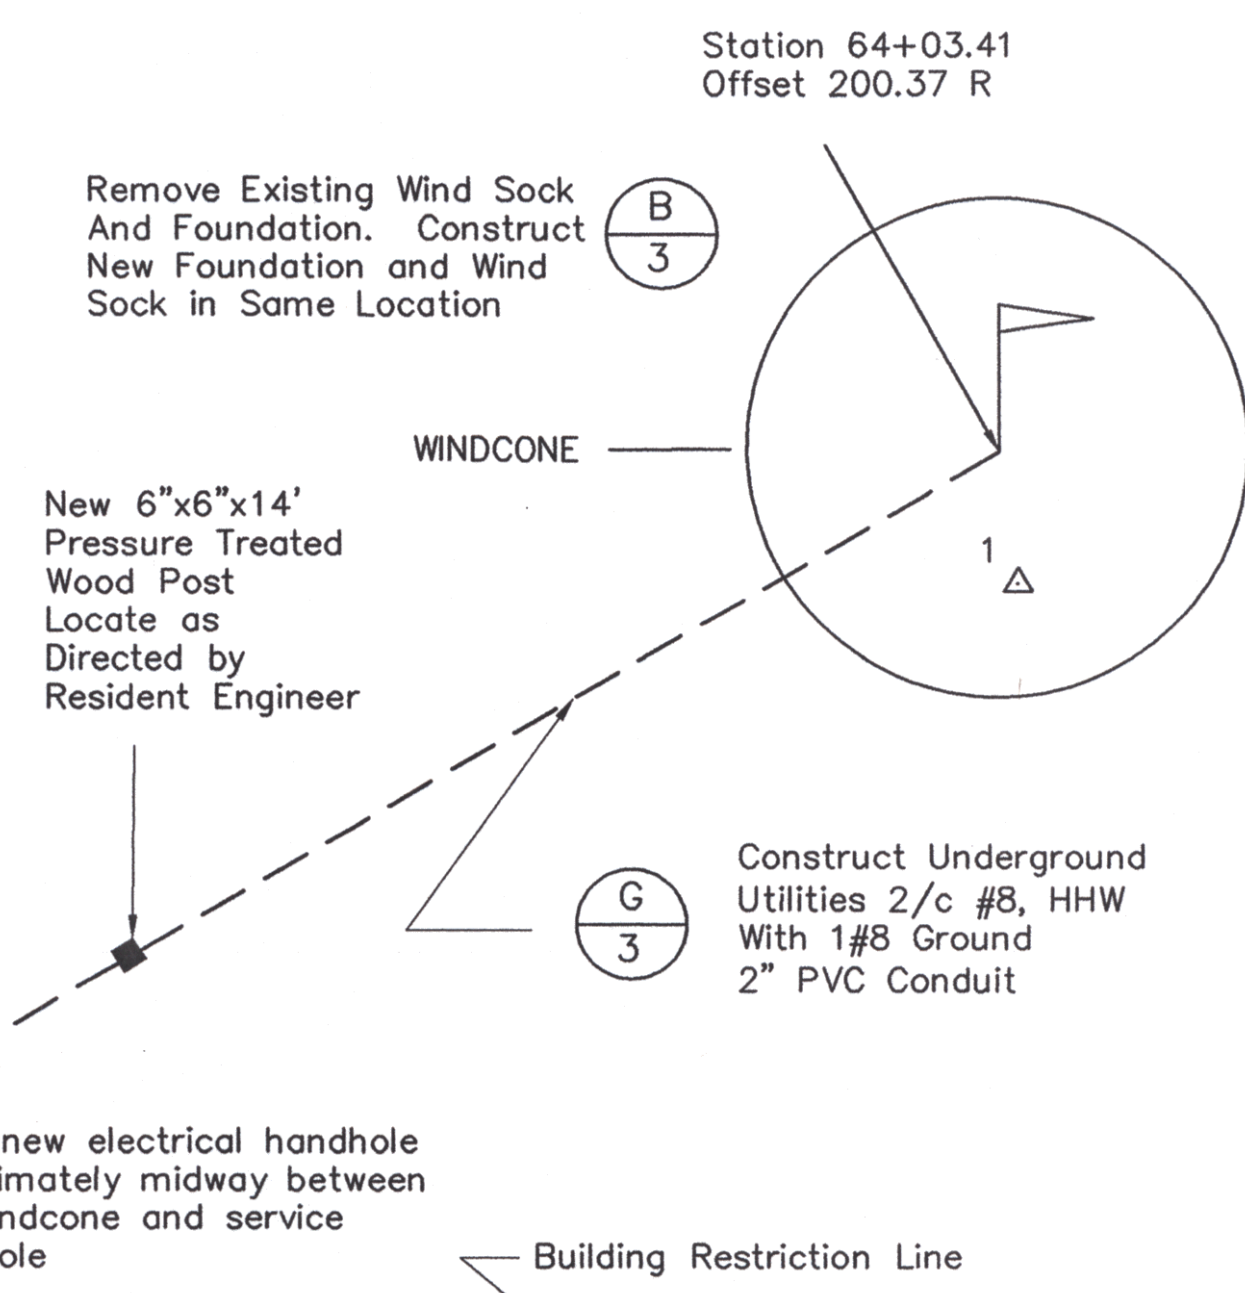 Station 64+03.41
Offset 200.37 R
Remove Existing Wind Sock
And Foundation. Construct
New Foundation and Wind
Sock in Same Location
B
3
WINDCONE
New 6"x6"x14'
Pressure Treated
Wood Post
Locate as
Directed by
Resident Engineer
1
G
3
Construct Underground
Utilities 2/c #8, HHW
With 1#8 Ground
2" PVC Conduit
new electrical handhole
imately midway between
ndcone and service
ole
Building Restriction Line